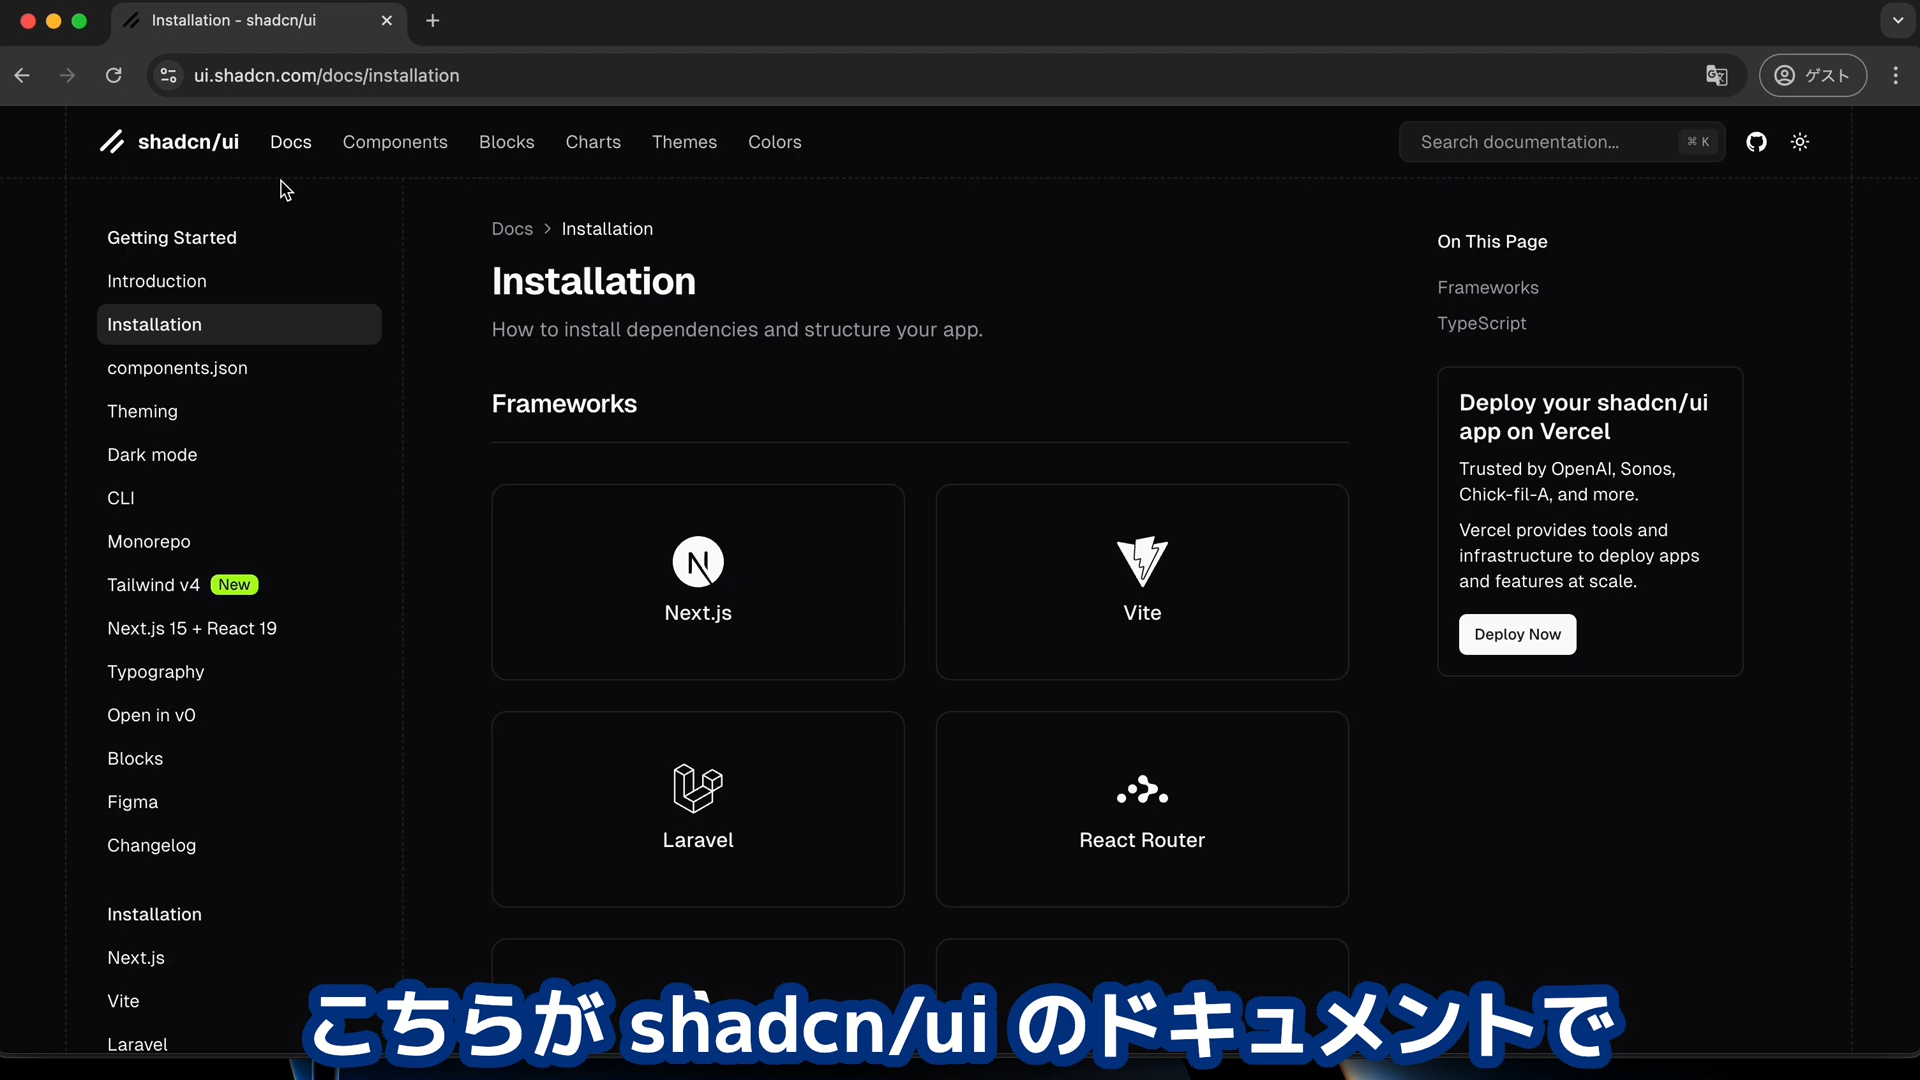 Installation - shadcn/ui
ui.shadcn.com/docs/installation
ゲスト
shadcn/ui
Docs
Components
Blocks
Charts
Themes
Colors
Search documentation...
⌘ K
Getting Started
Introduction
Installation
components.json
Theming
Dark mode
CLI
Monorepo
Tailwind v4 New
Next.js 15 + React 19
Typography
Open in v0
Blocks
Figma
Changelog
Installation
Next.js
Vite
Laravel
Docs > Installation
Installation
How to install dependencies and structure your app.
Frameworks
Next.js
Vite
Laravel
React Router
On This Page
Frameworks
TypeScript
Deploy your shadcn/ui
app on Vercel
Trusted by OpenAI, Sonos,
Chick-fil-A, and more.
Vercel provides tools and
infrastructure to deploy apps
and features at scale.
Deploy Now
こちらが shadcn/ui のドキュメントで